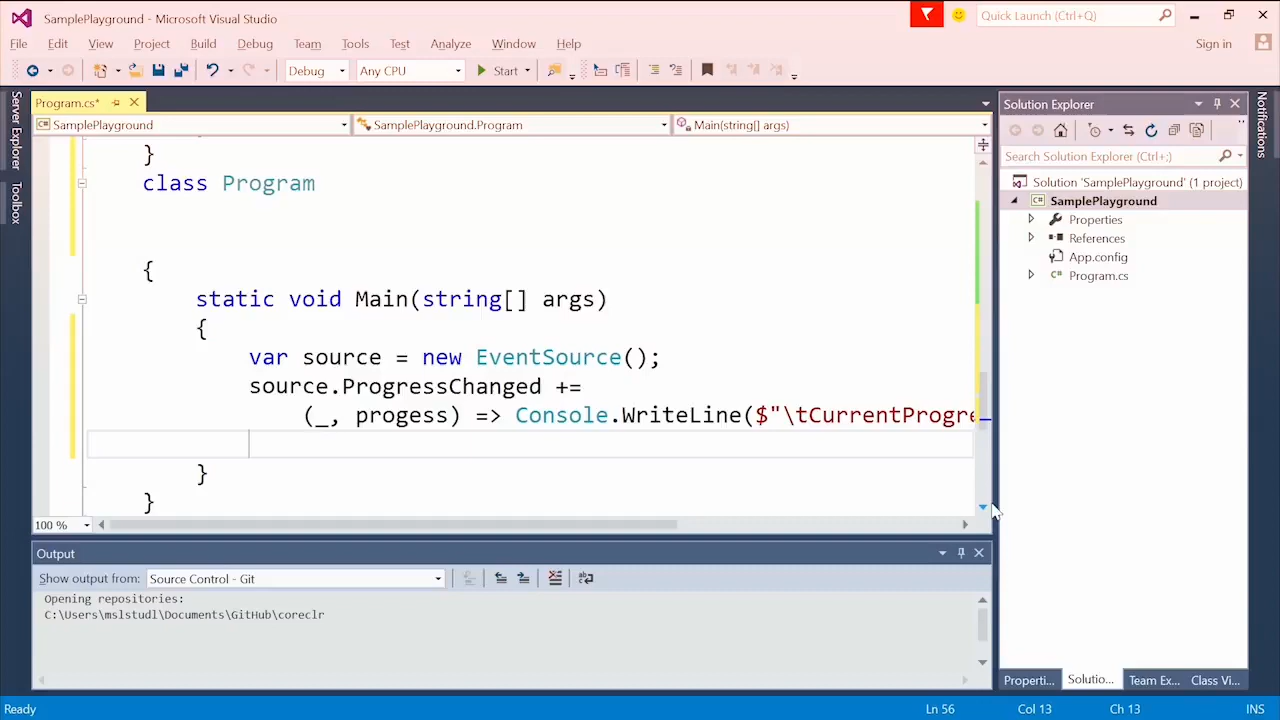 SamplePlayground - Microsoft Visual Studio
Quick Launch (Ctrl+Q)
File Edit View Project Build Debug Team Tools Test Analyze Window Help
Sign in
Debug Any CPU Start
Server Explorer
Toolbox
Program.cs*
SamplePlayground SamplePlayground.Program Main(string[] args)
}
class Program
{
static void Main(string[] args)
{
var source = new EventSource();
source.ProgressChanged +=
(_, progess) => Console.WriteLine($"\tCurrentProgre
}
}
100 %
Output
Show output from: Source Control - Git
Opening repositories:
C:\Users\mslstudl\Documents\GitHub\coreclr
Solution Explorer
Search Solution Explorer (Ctrl+;)
Solution 'SamplePlayground' (1 project)
SamplePlayground
Properties
References
App.config
Program.cs
Properti... Solutio... Team Ex... Class Vi...
Notifications
Ready Ln 56 Col 13 Ch 13 INS